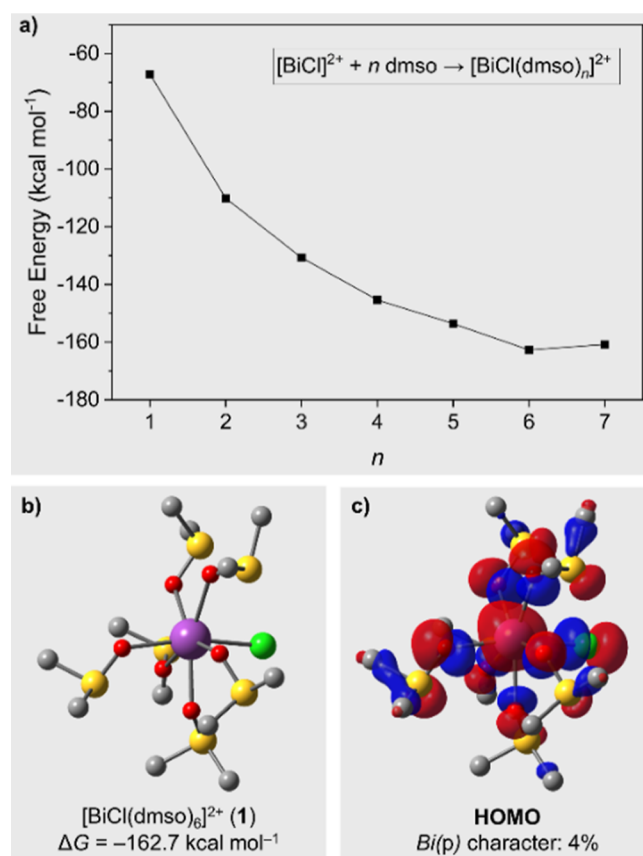 a)
[BiCl]²⁺ + n dmso → [BiCl(dmso)ₙ]²⁺
Free Energy (kcal mol⁻¹)
-60
-80
-100
-120
-140
-160
-180
1 2 3 4 5 6 7
n
b)
[BiCl(dmso)₆]²⁺ (1)
ΔG = –162.7 kcal mol⁻¹
c)
HOMO
Bi(p) character: 4%